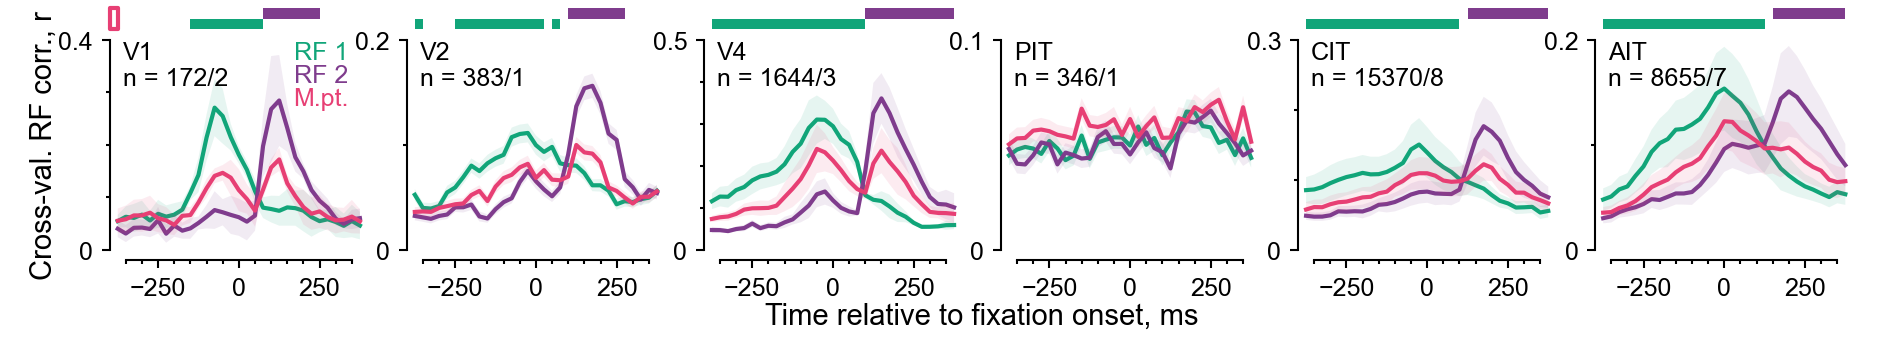 Cross-val. RF corr., r
0.4
0
V1
n = 172/2
RF 1
RF 2
M.pt.
−250 0 250
0.2
0
V2
n = 383/1
−250 0 250
0.5
0
V4
n = 1644/3
−250 0 250
0.1
0
PIT
n = 346/1
−250 0 250
0.3
0
CIT
n = 15370/8
−250 0 250
0.2
0
AIT
n = 8655/7
−250 0 250
Time relative to fixation onset, ms